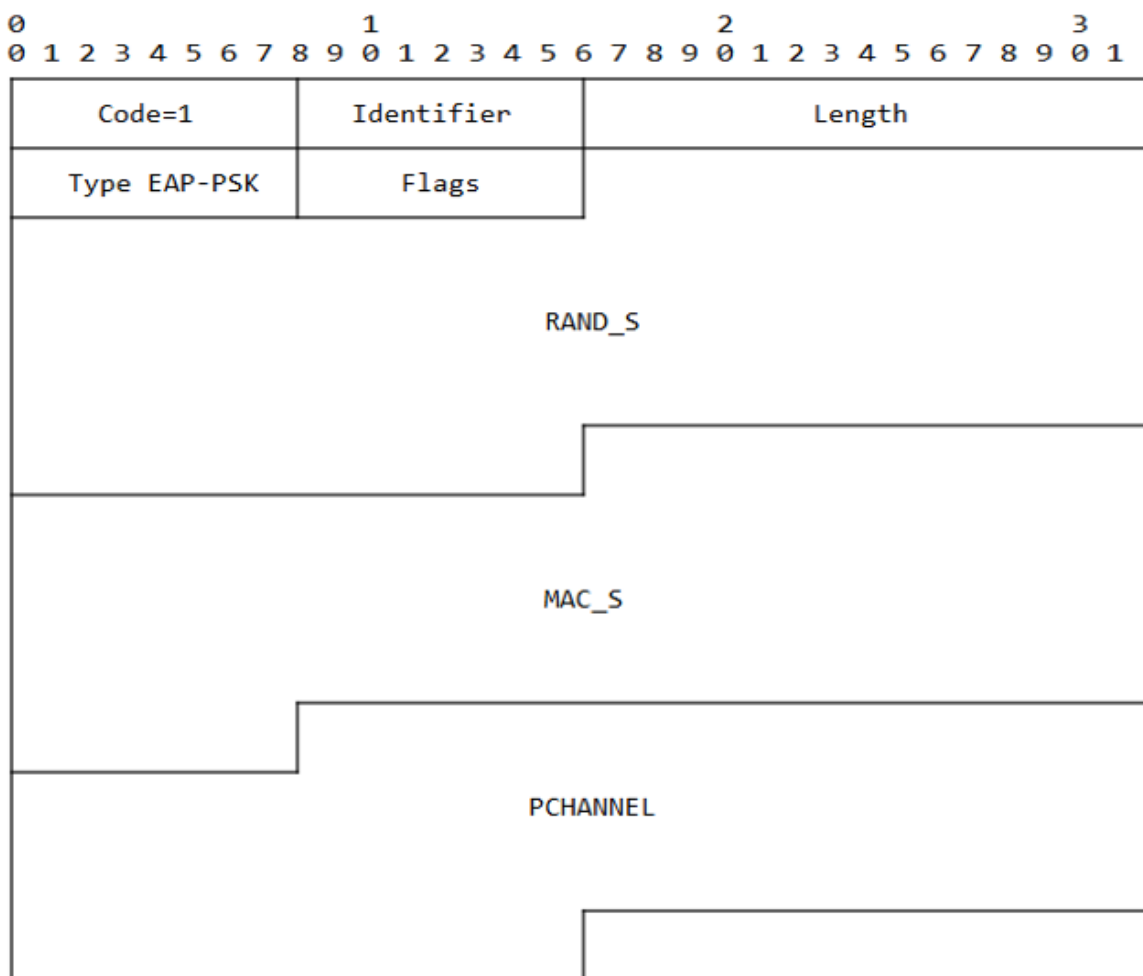 0 1 2 3
0 1 2 3 4 5 6 7 8 9 0 1 2 3 4 5 6 7 8 9 0 1 2 3 4 5 6 7 8 9 0 1
Code=1 Identifier Length
Type EAP-PSK Flags
RAND_S
MAC_S
PCHANNEL